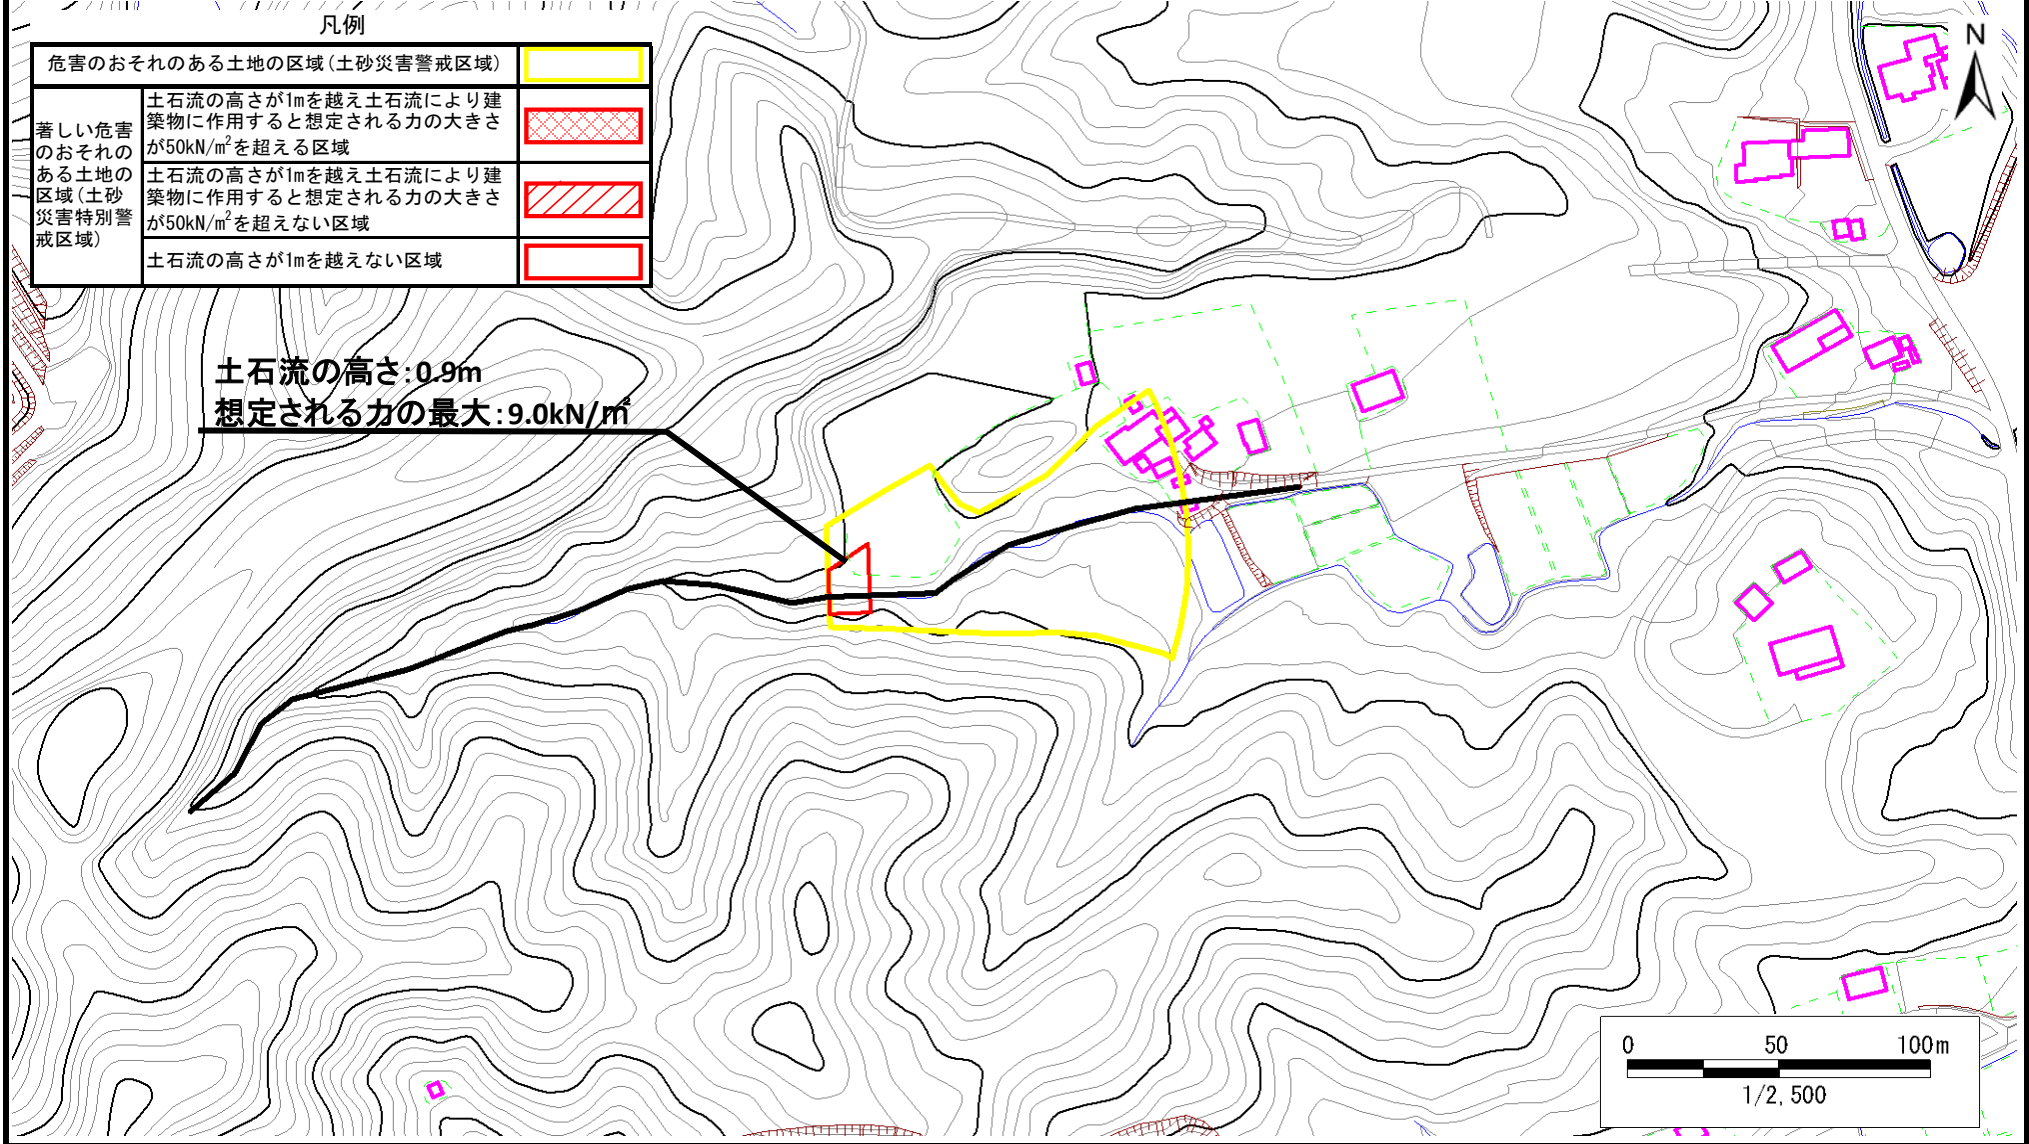 凡例
危害のおそれのある土地の区域(土砂災害警戒区域)
著しい危害
のおそれの
ある土地の
区域(土砂
災害特別警
戒区域)
土石流の高さが1mを越え土石流により建
築物に作用すると想定される力の大きさ
が50kN/m²を超える区域
土石流の高さが1mを越え土石流により建
築物に作用すると想定される力の大きさ
が50kN/m²を超えない区域
土石流の高さが1mを越えない区域
N
土石流の高さ:0.9m
想定される力の最大:9.0kN/㎡
0 50 100m
1/2,500